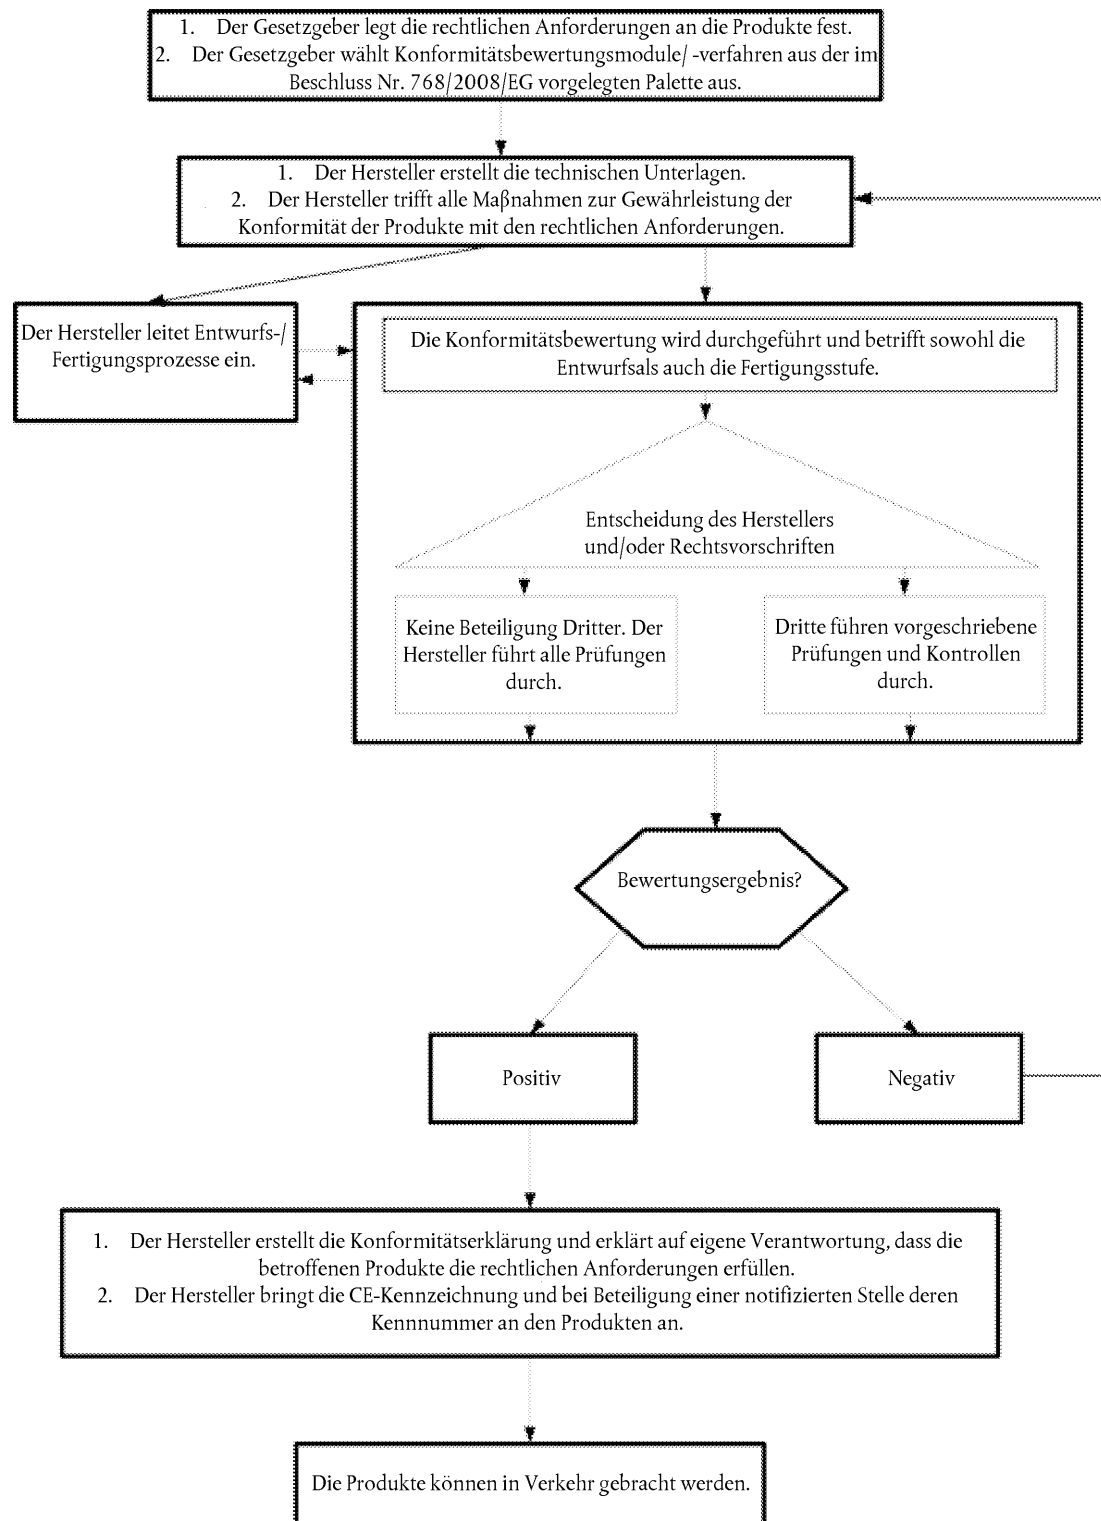 1. Der Gesetzgeber legt die rechtlichen Anforderungen an die Produkte fest.
2. Der Gesetzgeber wählt Konformitätsbewertungsmodule/ -verfahren aus der im
Beschluss Nr. 768/2008/EG vorgelegten Palette aus.
1. Der Hersteller erstellt die technischen Unterlagen.
2. Der Hersteller trifft alle Maßnahmen zur Gewährleistung der
Konformität der Produkte mit den rechtlichen Anforderungen.
Der Hersteller leitet Entwurfs-/
Fertigungsprozesse ein.
Die Konformitätsbewertung wird durchgeführt und betrifft sowohl die
Entwurfsals auch die Fertigungsstufe.
Entscheidung des Herstellers
und/oder Rechtsvorschriften
Keine Beteiligung Dritter. Der
Hersteller führt alle Prüfungen
durch.
Dritte führen vorgeschriebene
Prüfungen und Kontrollen
durch.
Bewertungsergebnis?
Positiv
Negativ
1. Der Hersteller erstellt die Konformitätserklärung und erklärt auf eigene Verantwortung, dass die
betroffenen Produkte die rechtlichen Anforderungen erfüllen.
2. Der Hersteller bringt die CE-Kennzeichnung und bei Beteiligung einer notifizierten Stelle deren
Kennnummer an den Produkten an.
Die Produkte können in Verkehr gebracht werden.